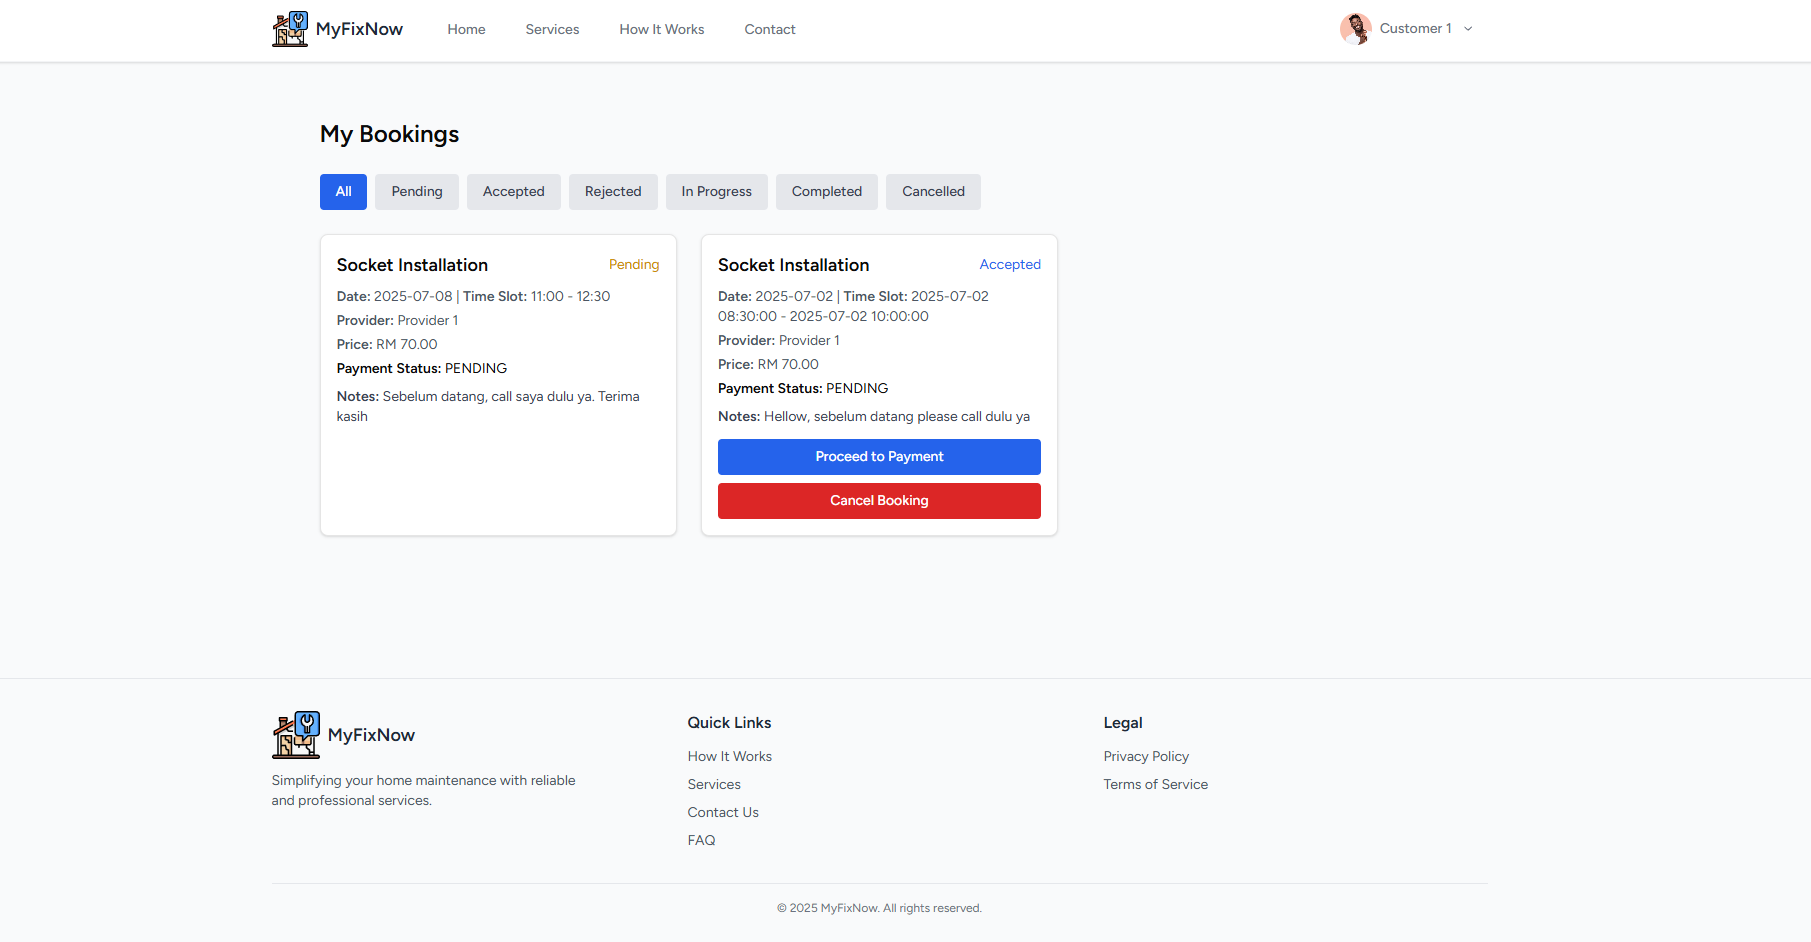 MyFixNow
Home
Services
How It Works
Contact
Customer 1
My Bookings
All
Pending
Accepted
Rejected
In Progress
Completed
Cancelled
Socket Installation
Pending
Date: 2025-07-08 | Time Slot: 11:00 - 12:30
Provider: Provider 1
Price: RM 70.00
Payment Status: PENDING
Notes: Sebelum datang, call saya dulu ya. Terima
kasih
Socket Installation
Accepted
Date: 2025-07-02 | Time Slot: 2025-07-02
08:30:00 - 2025-07-02 10:00:00
Provider: Provider 1
Price: RM 70.00
Payment Status: PENDING
Notes: Hellow, sebelum datang please call dulu ya
Proceed to Payment
Cancel Booking
MyFixNow
Simplifying your home maintenance with reliable
and professional services.
Quick Links
How It Works
Services
Contact Us
FAQ
Legal
Privacy Policy
Terms of Service
© 2025 MyFixNow. All rights reserved.